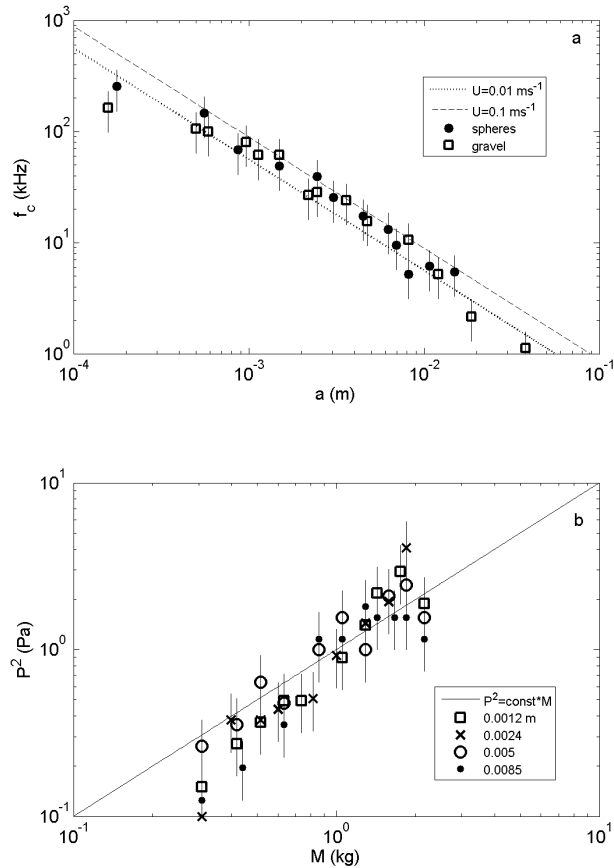 10³
a
U=0.01 ms⁻¹
U=0.1 ms⁻¹
spheres
gravel
10²
f_c (kHz)
10¹
10⁰
10⁻⁴
10⁻³
10⁻²
10⁻¹
a (m)
10¹
b
P² (Pa)
10⁰
P²=const*M
0.0012 m
0.0024
0.005
0.0085
10⁻¹
10⁻¹
10⁰
10¹
M (kg)